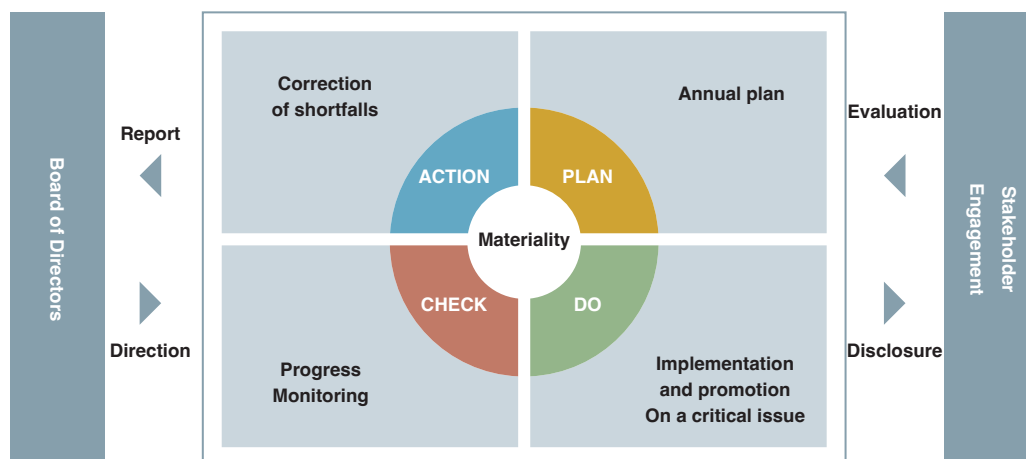 Board of Directors
Report
Direction
Correction
of shortfalls
Annual plan
ACTION
PLAN
Materiality
CHECK
DO
Progress
Monitoring
Implementation
and promotion
On a critical issue
Evaluation
Disclosure
Stakeholder
Engagement